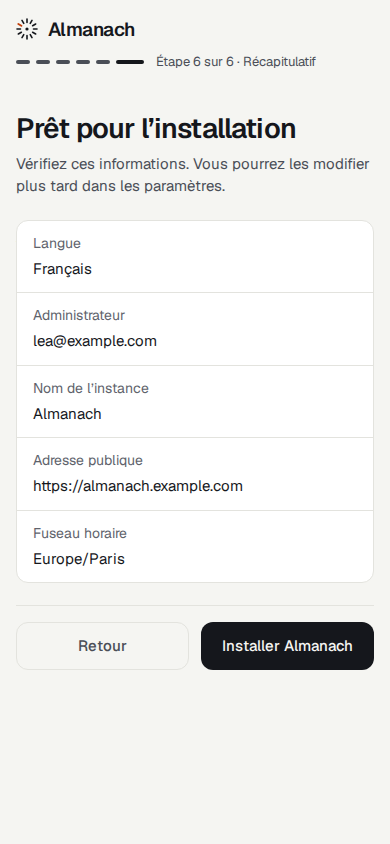 Almanach
Étape 6 sur 6 · Récapitulatif
Prêt pour l’installation
Vérifiez ces informations. Vous pourrez les modifier
plus tard dans les paramètres.
Langue
Français
Administrateur
lea@example.com
Nom de l’instance
Almanach
Adresse publique
https://almanach.example.com
Fuseau horaire
Europe/Paris
Retour
Installer Almanach